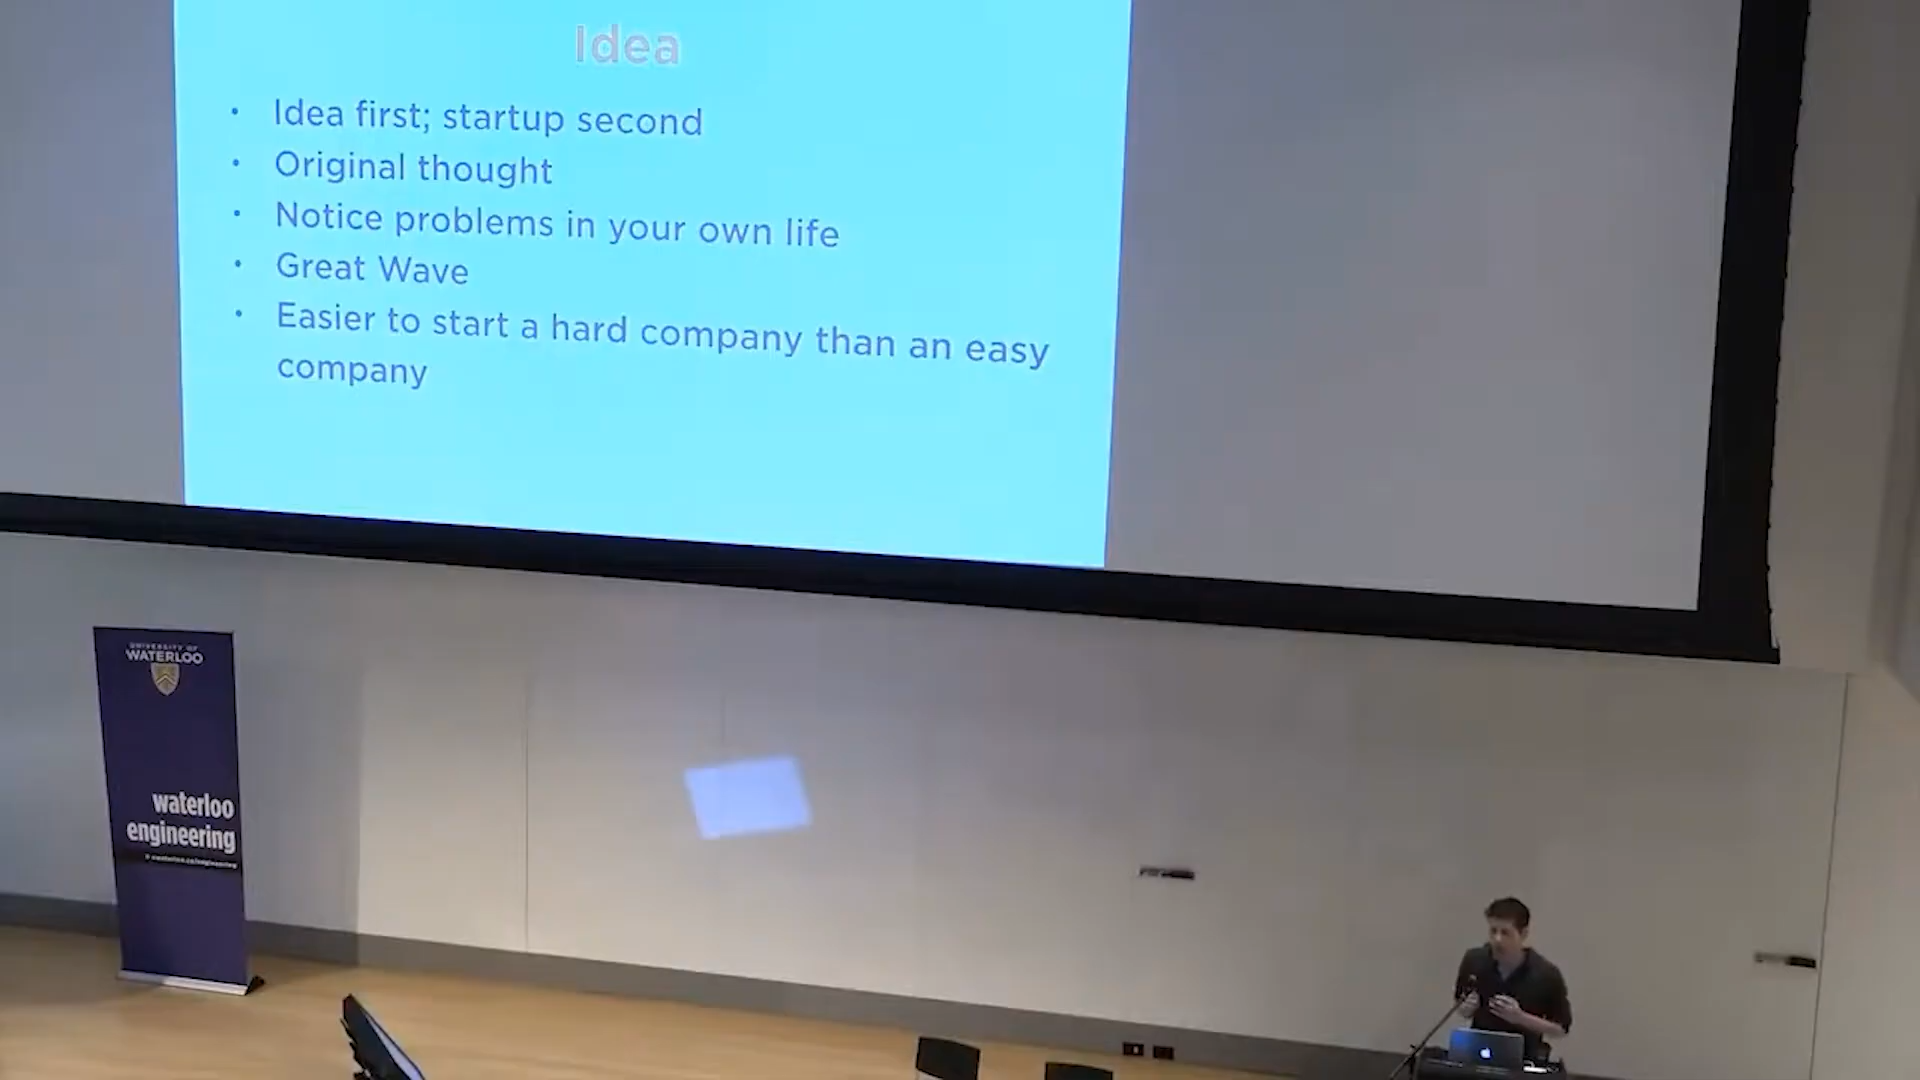 Idea
• Idea first; startup second
• Original thought
• Notice problems in your own life
• Great Wave
• Easier to start a hard company than an easy
company
UNIVERSITY OF
WATERLOO
waterloo
engineering